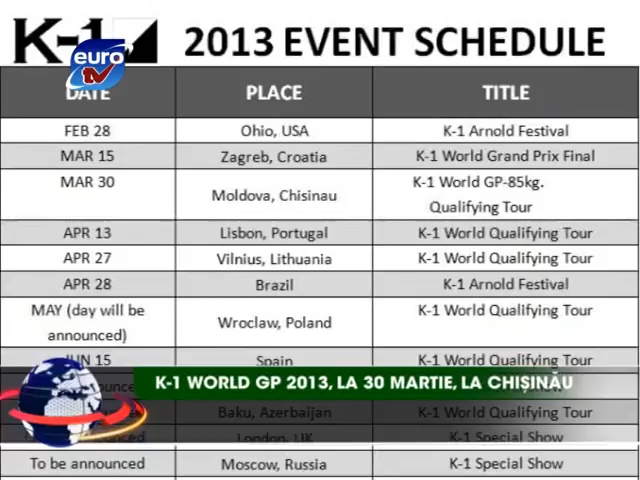 K-1 2013 EVENT SCHEDULE
euro tv
DATE PLACE TITLE
FEB 28 Ohio, USA K-1 Arnold Festival
MAR 15 Zagreb, Croatia K-1 World Grand Prix Final
MAR 30 Moldova, Chisinau K-1 World GP-85kg.
Qualifying Tour
APR 13 Lisbon, Portugal K-1 World Qualifying Tour
APR 27 Vilnius, Lithuania K-1 World Qualifying Tour
APR 28 Brazil K-1 Arnold Festival
MAY (day will be
announced) Wroclaw, Poland K-1 World Qualifying Tour
JUN 15 Spain K-1 World Qualifying Tour
K-1 WORLD GP 2013, LA 30 MARTIE, LA CHIȘINĂU
Baku, Azerbaijan K-1 World Qualifying Tour
London, UK K-1 Special Show
To be announced Moscow, Russia K-1 Special Show